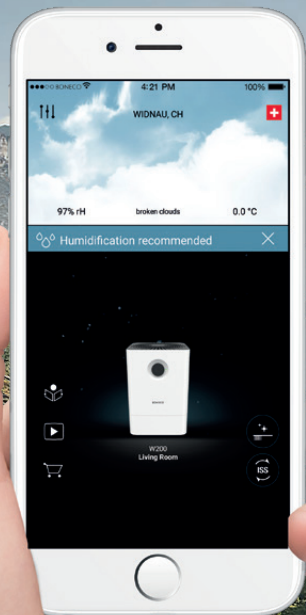 BONECO 4:21 PM 100%
WIDNAU, CH
97% rH broken clouds 0.0 °C
Humidification recommended
W200
Living Room
ISS